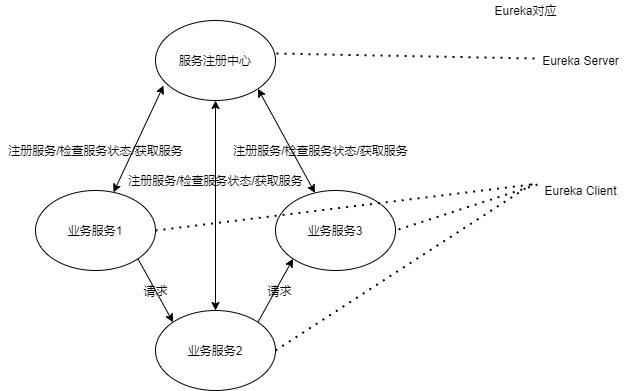 Eureka对应
服务注册中心
Eureka Server
注册服务/检查服务状态/获取服务
注册服务/检查服务状态/获取服务
注册服务/检查服务状态/获取服务
Eureka Client
业务服务1
业务服务3
请求
请求
业务服务2